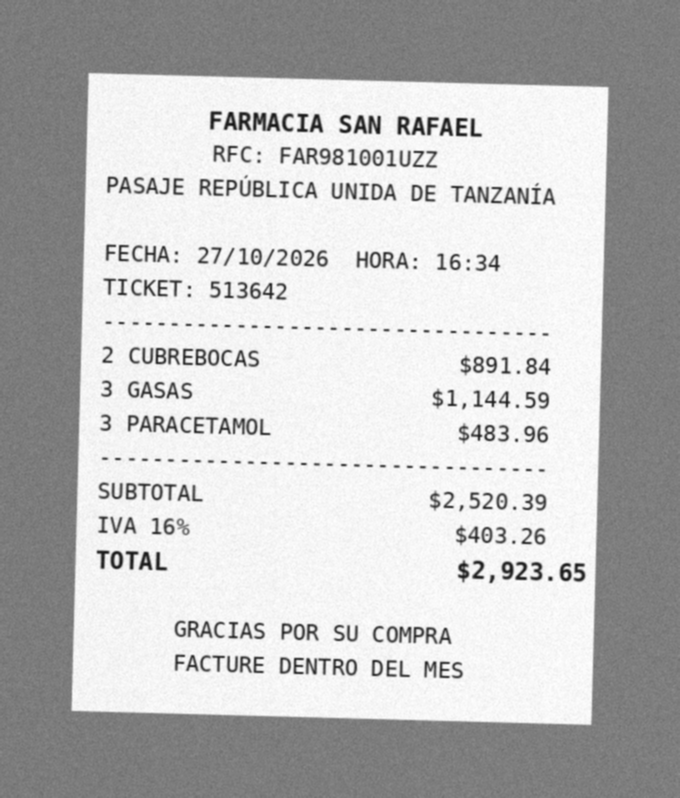 FARMACIA SAN RAFAEL
RFC: FAR981001UZZ
PASAJE REPÚBLICA UNIDA DE TANZANÍA
FECHA: 27/10/2026  HORA: 16:34
TICKET: 513642
----------------------------------
2 CUBREBOCAS $891.84
3 GASAS $1,144.59
3 PARACETAMOL $483.96
----------------------------------
SUBTOTAL $2,520.39
IVA 16% $403.26
TOTAL $2,923.65
GRACIAS POR SU COMPRA
FACTURE DENTRO DEL MES